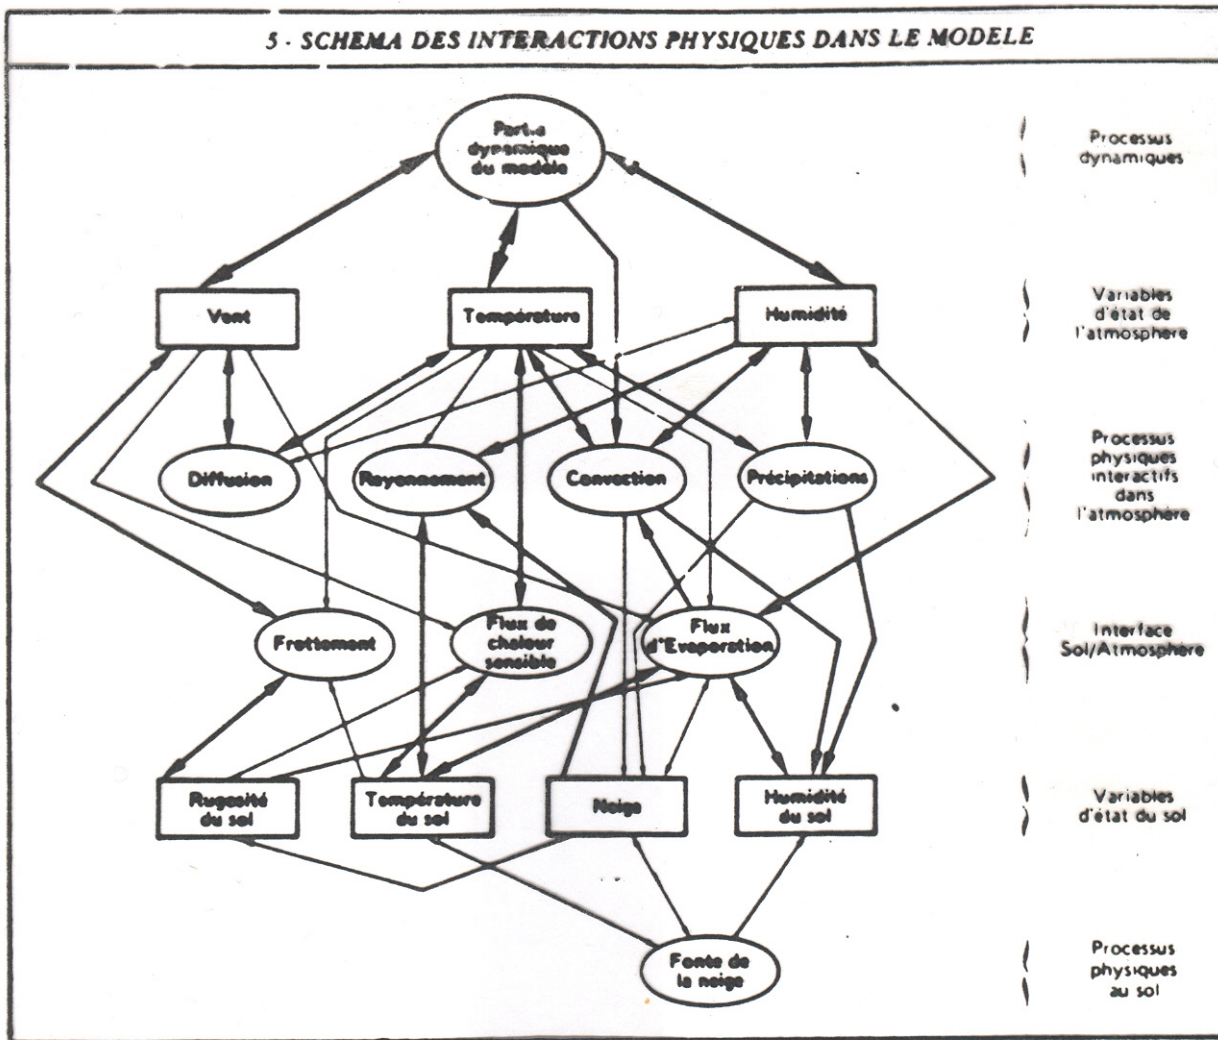 5 - SCHEMA DES INTERACTIONS PHYSIQUES DANS LE MODELE
Partie
dynamique
du modèle
Processus
dynamiques
Vent
Température
Humidité
Variables
d'état de
l'atmosphère
Diffusion
Rayonnement
Convection
Précipitations
Processus
physiques
interactifs
dans
l'atmosphère
Frottement
Flux de
chaleur
sensible
Flux
d'Evaporation
Interface
Sol/Atmosphère
Rugosité
du sol
Température
du sol
Neige
Humidité
du sol
Variables
d'état du sol
Fonte de
la neige
Processus
physiques
au sol